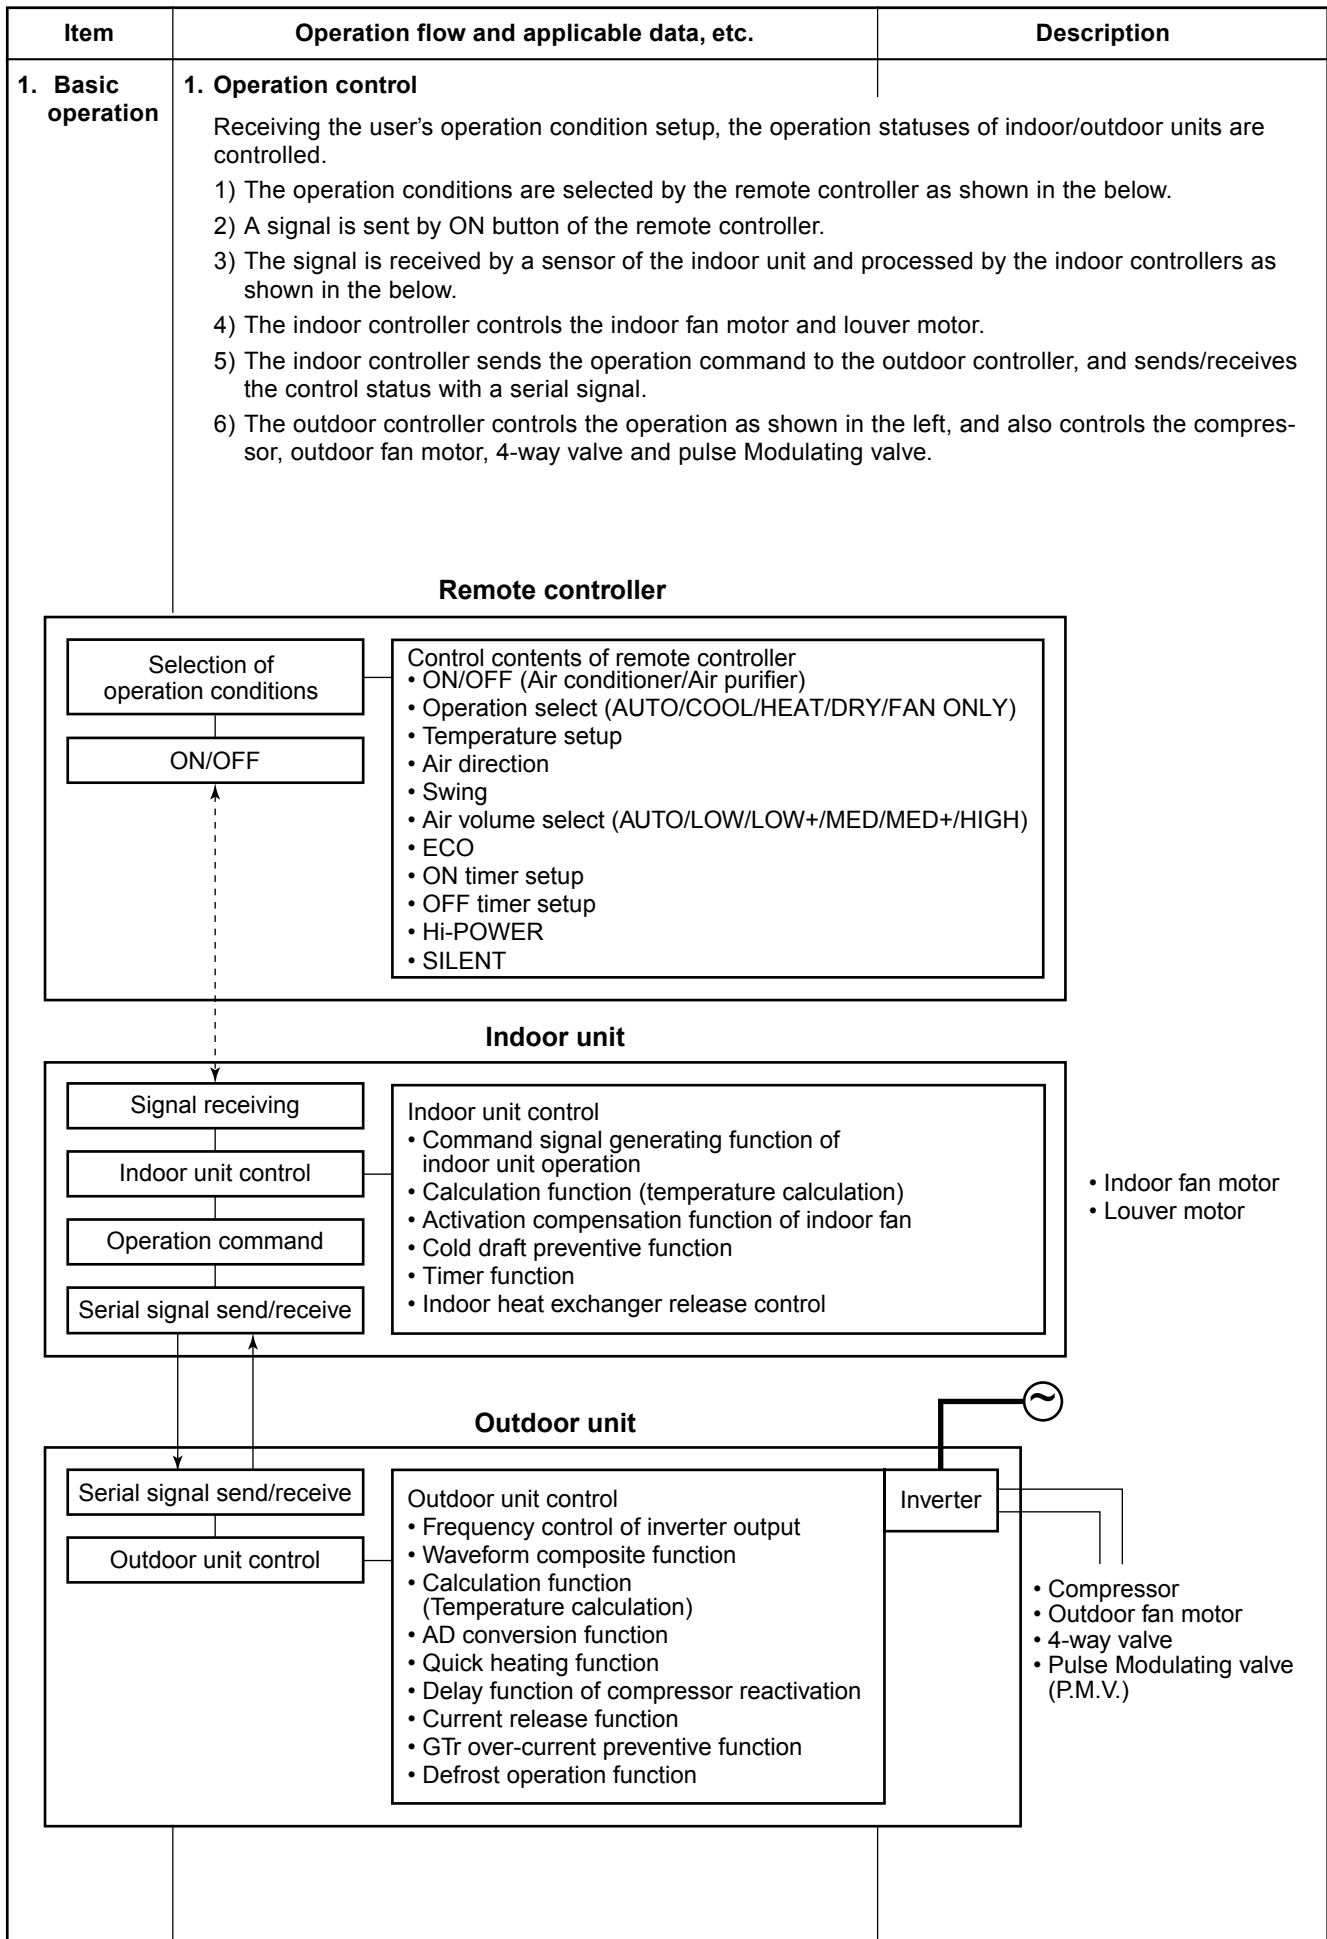 Item
Operation flow and applicable data, etc.
Description
1. Basic
operation
1. Operation control
Receiving the user's operation condition setup, the operation statuses of indoor/outdoor units are
controlled.
1) The operation conditions are selected by the remote controller as shown in the below.
2) A signal is sent by ON button of the remote controller.
3) The signal is received by a sensor of the indoor unit and processed by the indoor controllers as
shown in the below.
4) The indoor controller controls the indoor fan motor and louver motor.
5) The indoor controller sends the operation command to the outdoor controller, and sends/receives
the control status with a serial signal.
6) The outdoor controller controls the operation as shown in the left, and also controls the compres-
sor, outdoor fan motor, 4-way valve and pulse Modulating valve.
Remote controller
Selection of
operation conditions
ON/OFF
Control contents of remote controller
• ON/OFF (Air conditioner/Air purifier)
• Operation select (AUTO/COOL/HEAT/DRY/FAN ONLY)
• Temperature setup
• Air direction
• Swing
• Air volume select (AUTO/LOW/LOW+/MED/MED+/HIGH)
• ECO
• ON timer setup
• OFF timer setup
• Hi-POWER
• SILENT
Indoor unit
Signal receiving
Indoor unit control
Operation command
Serial signal send/receive
Indoor unit control
• Command signal generating function of
indoor unit operation
• Calculation function (temperature calculation)
• Activation compensation function of indoor fan
• Cold draft preventive function
• Timer function
• Indoor heat exchanger release control
• Indoor fan motor
• Louver motor
Outdoor unit
~
Serial signal send/receive
Outdoor unit control
Outdoor unit control
• Frequency control of inverter output
• Waveform composite function
• Calculation function
(Temperature calculation)
• AD conversion function
• Quick heating function
• Delay function of compressor reactivation
• Current release function
• GTr over-current preventive function
• Defrost operation function
Inverter
• Compressor
• Outdoor fan motor
• 4-way valve
• Pulse Modulating valve
(P.M.V.)